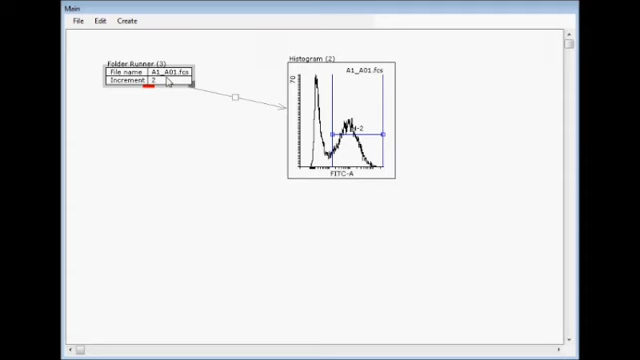 Main
File Edit Create
Folder Runner (3)
File name A1_A01.fcs
Increment 2
Histogram (2)
A1_A01.fcs
70
-2
FITC-A